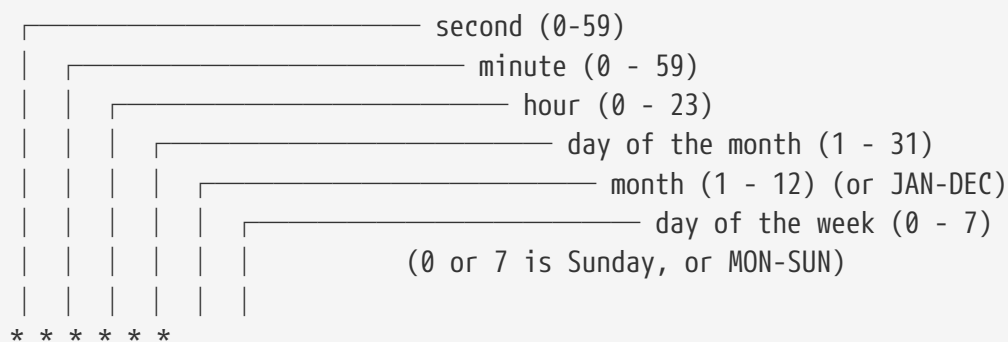 second (0-59)
minute (0 - 59)
hour (0 - 23)
day of the month (1 - 31)
month (1 - 12) (or JAN-DEC)
day of the week (0 - 7)
(0 or 7 is Sunday, or MON-SUN)
* * * * * *